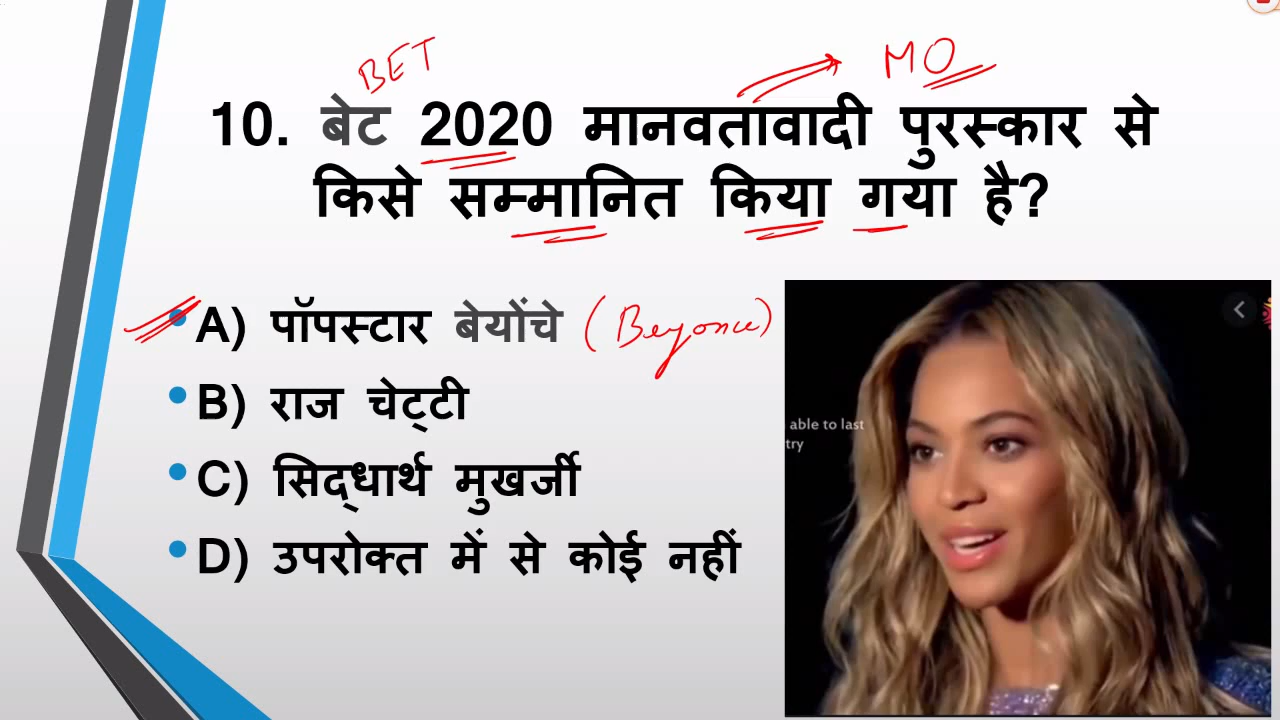 BET
MO
10. बेट 2020 मानवतावादी पुरस्कार से
किसे सम्मानित किया गया है?
A) पॉपस्टार बेयोंचे (Beyonce)
B) राज चेट्टी
C) सिद्धार्थ मुखर्जी
D) उपरोक्त में से कोई नहीं
able to last
try